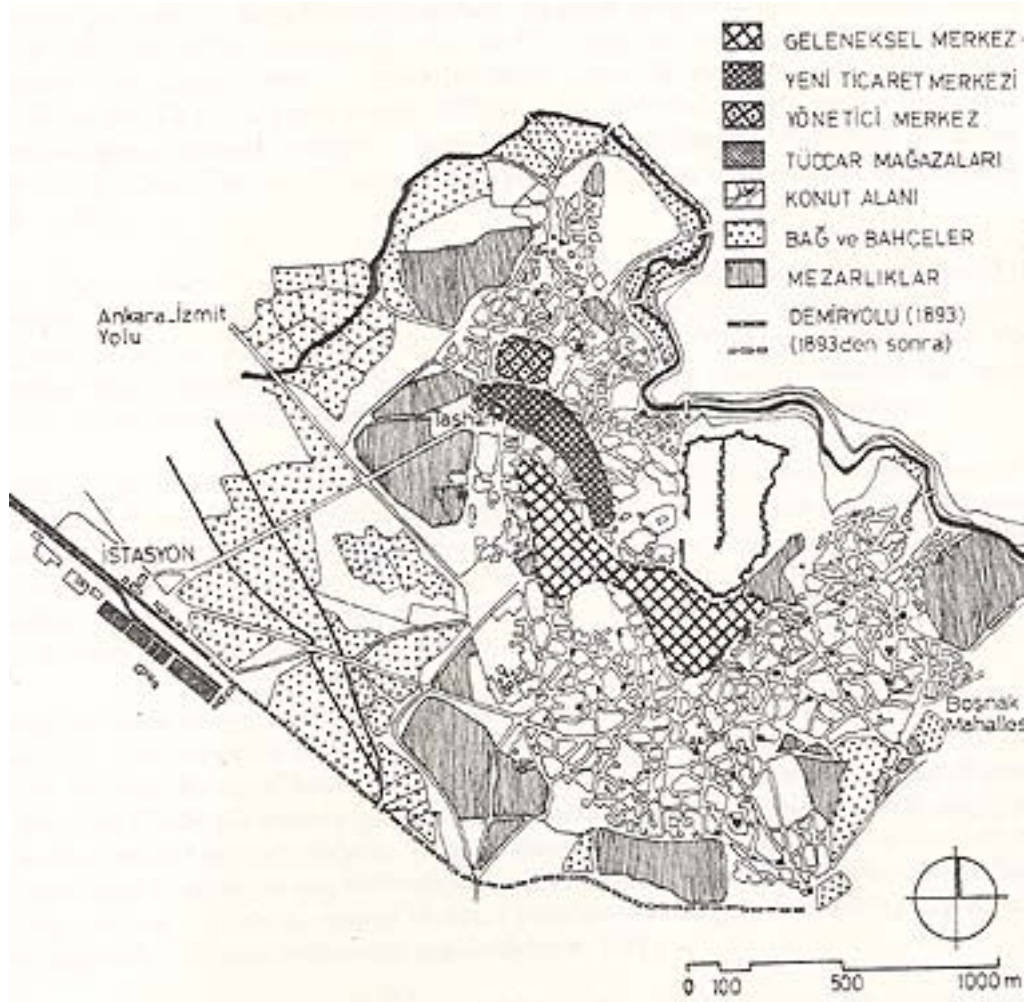 GELENEKSEL MERKEZ
YENİ TİCARET MERKEZİ
YÖNETİCİ MERKEZ
TÜCCAR MAĞAZALARI
KONUT ALANI
BAĞ ve BAHÇELER
MEZARLIKLAR
DEMİRYOLU (1893)
(1893den sonra)
Ankara_İzmit
Yolu
Taşh
İSTASYON
Boşnak
Mahalles
0 100 500 1000 m